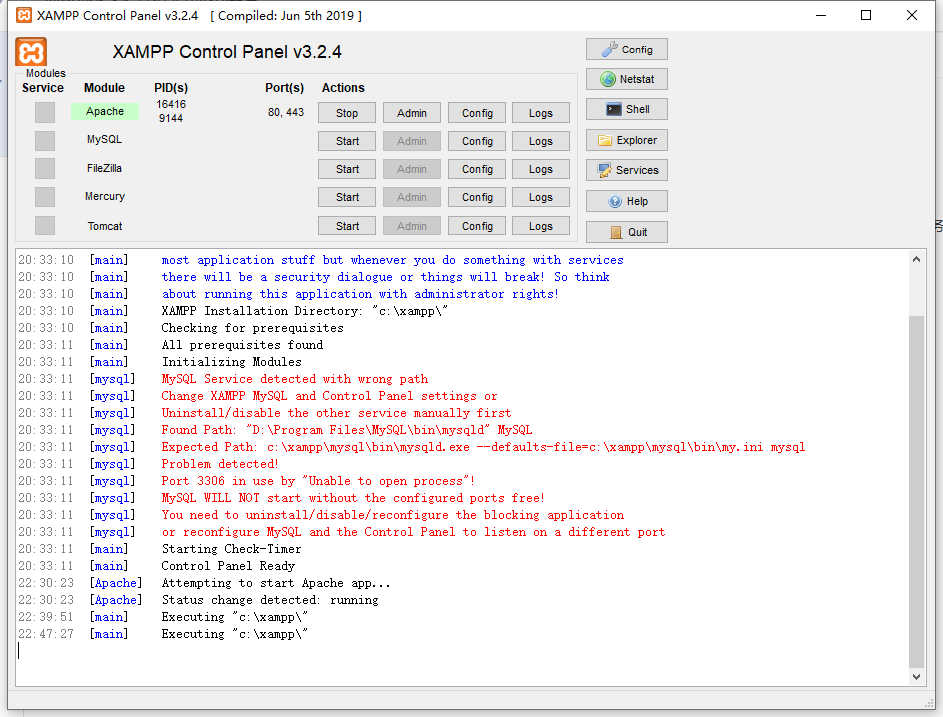 XAMPP Control Panel v3.2.4 [ Compiled: Jun 5th 2019 ]
XAMPP Control Panel v3.2.4
Config
Modules
Service Module PID(s) Port(s) Actions
Netstat
Apache 16416 9144 80, 443 Stop Admin Config Logs
Shell
MySQL Start Admin Config Logs
Explorer
FileZilla Start Admin Config Logs
Services
Mercury Start Admin Config Logs
Help
Tomcat Start Admin Config Logs
Quit
20:33:10 [main] most application stuff but whenever you do something with services
20:33:10 [main] there will be a security dialogue or things will break! So think
20:33:10 [main] about running this application with administrator rights!
20:33:10 [main] XAMPP Installation Directory: "c:\xampp\"
20:33:10 [main] Checking for prerequisites
20:33:11 [main] All prerequisites found
20:33:11 [main] Initializing Modules
20:33:11 [mysql] MySQL Service detected with wrong path
20:33:11 [mysql] Change XAMPP MySQL and Control Panel settings or
20:33:11 [mysql] Uninstall/disable the other service manually first
20:33:11 [mysql] Found Path: "D:\Program Files\MySQL\bin\mysqld" MySQL
20:33:11 [mysql] Expected Path: c:\xampp\mysql\bin\mysqld.exe --defaults-file=c:\xampp\mysql\bin\my.ini mysql
20:33:11 [mysql] Problem detected!
20:33:11 [mysql] Port 3306 in use by "Unable to open process"!
20:33:11 [mysql] MySQL WILL NOT start without the configured ports free!
20:33:11 [mysql] You need to uninstall/disable/reconfigure the blocking application
20:33:11 [mysql] or reconfigure MySQL and the Control Panel to listen on a different port
20:33:11 [main] Starting Check-Timer
20:33:11 [main] Control Panel Ready
22:30:23 [Apache] Attempting to start Apache app...
22:30:23 [Apache] Status change detected: running
22:39:51 [main] Executing "c:\xampp\"
22:47:27 [main] Executing "c:\xampp\"